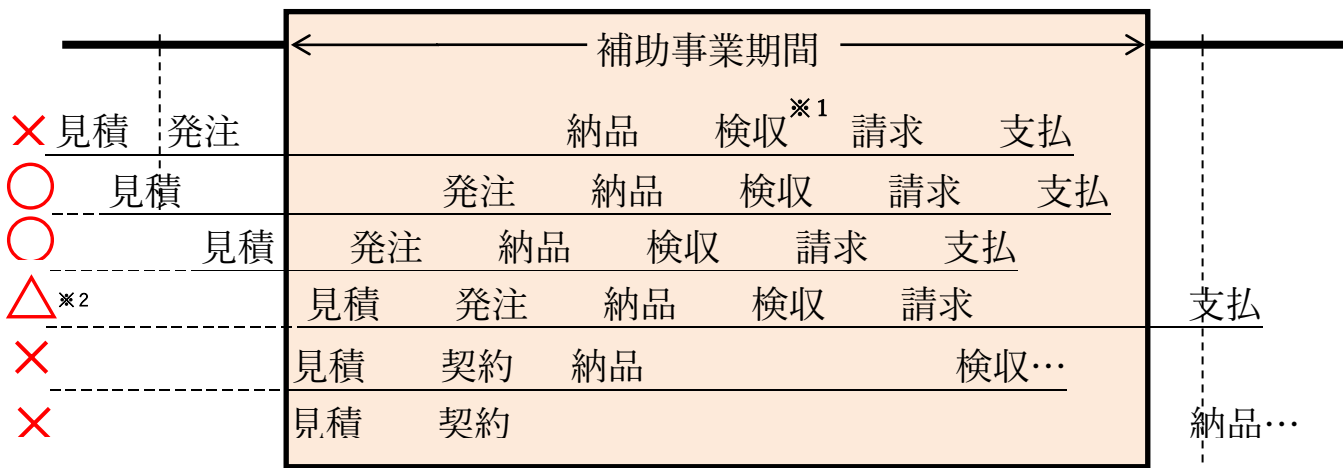 補助事業期間
× 見積 発注 納品 検収※1 請求 支払
○ 見積 発注 納品 検収 請求 支払
○ 見積 発注 納品 検収 請求 支払
△※2 見積 発注 納品 検収 請求 支払
× 見積 契約 納品 検収…
× 見積 契約 納品…